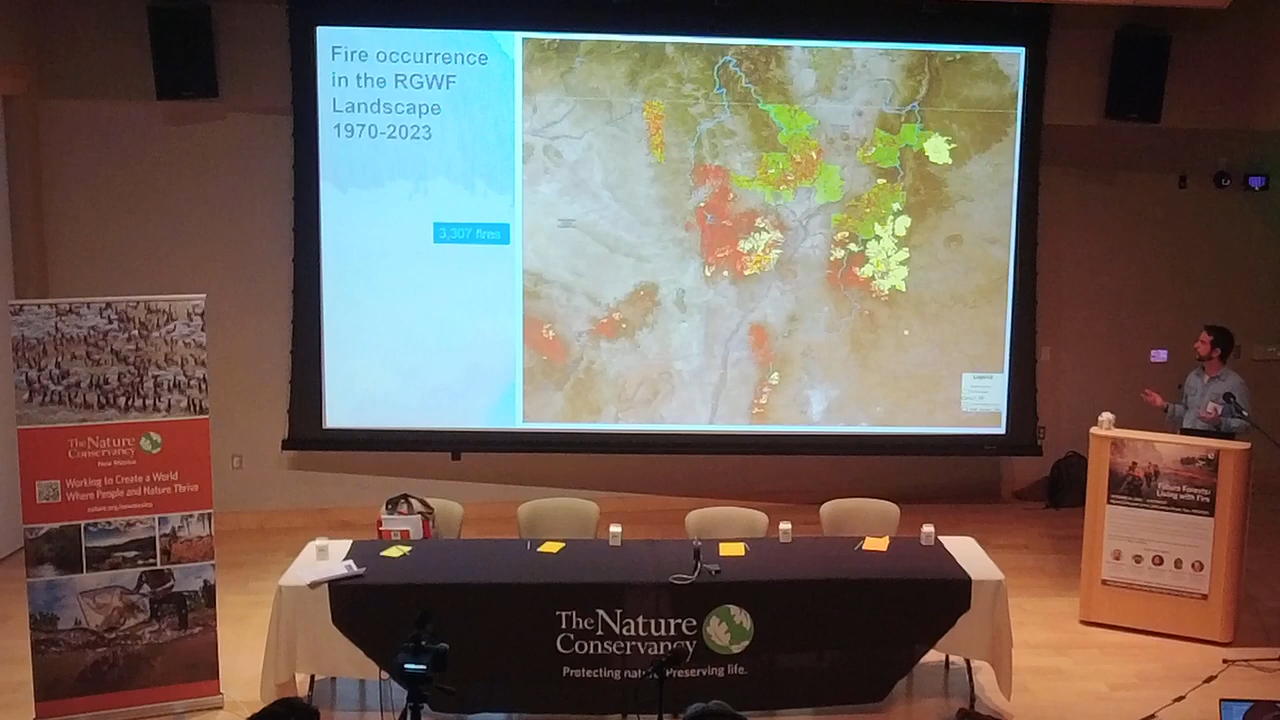 Fire occurrence
in the RGWF
Landscape
1970-2023
3,307 fires
Legend
The Nature
Conservancy
New Mexico
Working to Create a World
Where People and Nature Thrive
nature.org/newmexico
Future Forests:
Living with Fire
The Nature
Conservancy
Protecting nature. Preserving life.